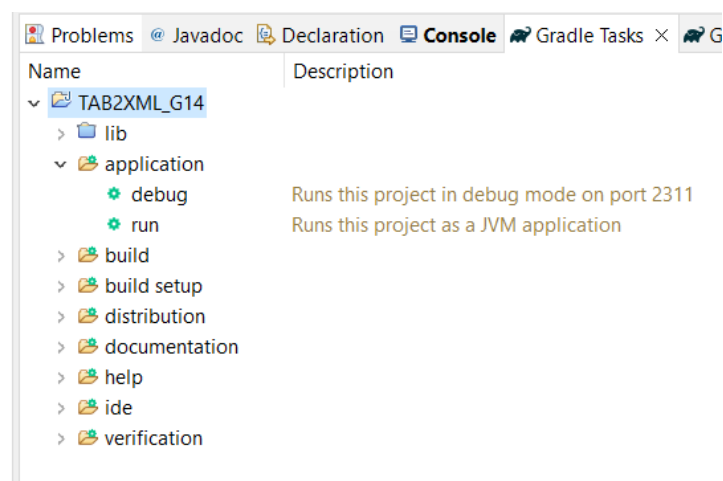 Problems @ Javadoc Declaration Console Gradle Tasks × G
Name Description
TAB2XML_G14
lib
application
debug Runs this project in debug mode on port 2311
run Runs this project as a JVM application
build
build setup
distribution
documentation
help
ide
verification